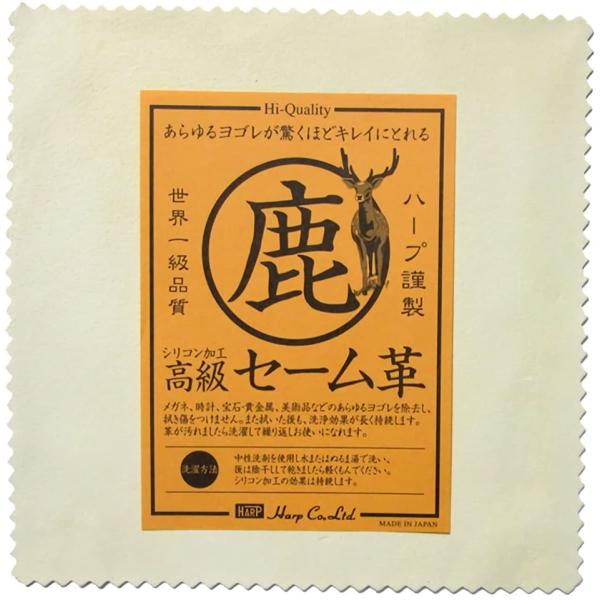 Hi-Quality
あらゆるヨゴレが驚くほどキレイにとれる
世界一級品質
鹿
ハープ謹製
シリコン加工
高級セーム革
メガネ、時計、宝石・貴金属、美術品などのあらゆるヨゴレを除去し、
拭き傷をつけません。また拭いた後も、洗浄効果が長く持続します。
革が汚れましたら洗濯して繰り返しお使いになれます。
洗濯方法
中性洗剤を使用し水またはぬるま湯で洗い、
後は陰干しして乾きましたら軽くもんでください。
シリコン加工の効果は持続します。
HARP Harp Co,.Ltd.
MADE IN JAPAN